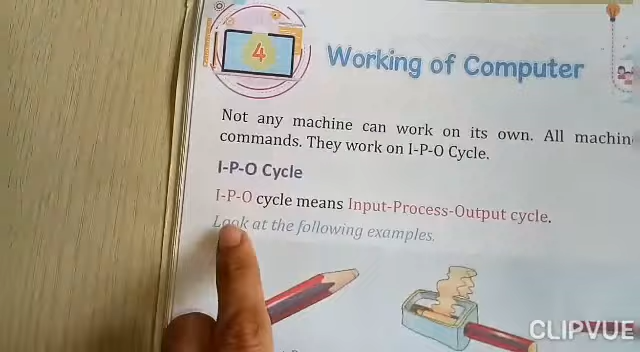 4
Working of Computer
Not any machine can work on its own. All machin
commands. They work on I-P-O Cycle.
I-P-O Cycle
I-P-O cycle means Input-Process-Output cycle.
Look at the following examples.
CLIPVUE